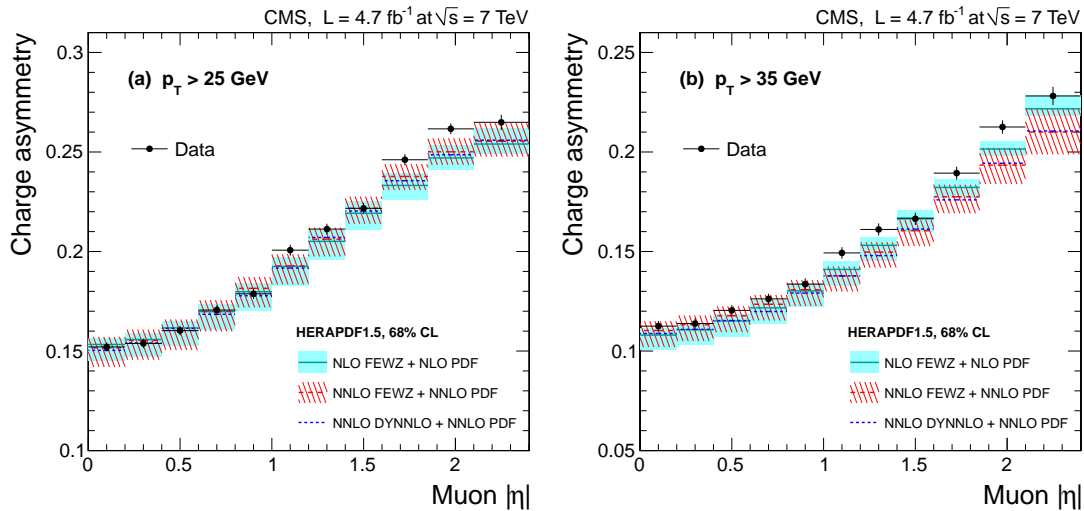 CMS, L = 4.7 fb⁻¹ at √s = 7 TeV
Charge asymmetry
0.3
0.25
0.2
0.15
0.1
(a) p_T > 25 GeV
Data
HERAPDF1.5, 68% CL
NLO FEWZ + NLO PDF
NNLO FEWZ + NNLO PDF
NNLO DYNNLO + NNLO PDF
0 0.5 1 1.5 2
Muon |η|
CMS, L = 4.7 fb⁻¹ at √s = 7 TeV
Charge asymmetry
0.25
0.2
0.15
0.1
0.05
(b) p_T > 35 GeV
Data
HERAPDF1.5, 68% CL
NLO FEWZ + NLO PDF
NNLO FEWZ + NNLO PDF
NNLO DYNNLO + NNLO PDF
0 0.5 1 1.5 2
Muon |η|